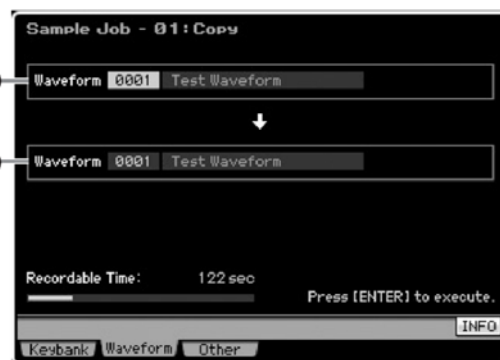 Sample Job - 01:Copy
Waveform 0001 Test Waveform
Waveform 0001 Test Waveform
Recordable Time: 122 sec
Press [ENTER] to execute.
INFO
Keybank Waveform Other